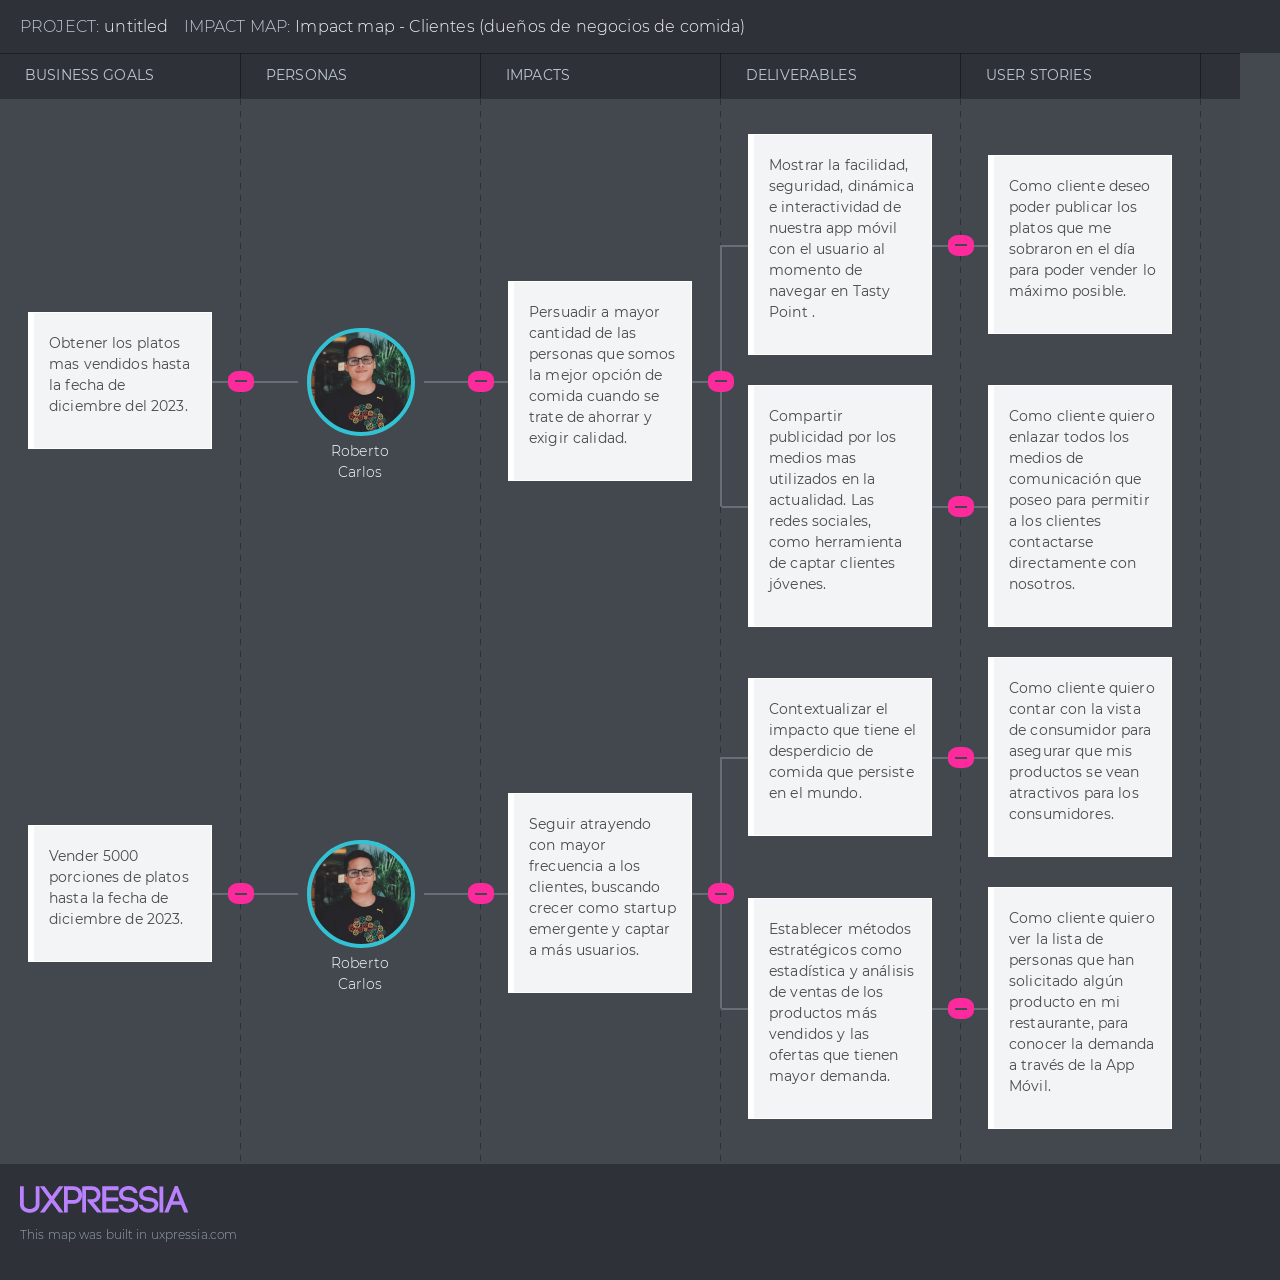 PROJECT: untitled IMPACT MAP: Impact map - Clientes (dueños de negocios de comida)
BUSINESS GOALS
PERSONAS
IMPACTS
DELIVERABLES
USER STORIES
Obtener los platos
mas vendidos hasta
la fecha de
diciembre del 2023.
Roberto
Carlos
Persuadir a mayor
cantidad de las
personas que somos
la mejor opción de
comida cuando se
trate de ahorrar y
exigir calidad.
Mostrar la facilidad,
seguridad, dinámica
e interactividad de
nuestra app móvil
con el usuario al
momento de
navegar en Tasty
Point .
Como cliente deseo
poder publicar los
platos que me
sobraron en el día
para poder vender lo
máximo posible.
Compartir
publicidad por los
medios mas
utilizados en la
actualidad. Las
redes sociales,
como herramienta
de captar clientes
jóvenes.
Como cliente quiero
enlazar todos los
medios de
comunicación que
poseo para permitir
a los clientes
contactarse
directamente con
nosotros.
Vender 5000
porciones de platos
hasta la fecha de
diciembre de 2023.
Roberto
Carlos
Seguir atrayendo
con mayor
frecuencia a los
clientes, buscando
crecer como startup
emergente y captar
a más usuarios.
Contextualizar el
impacto que tiene el
desperdicio de
comida que persiste
en el mundo.
Como cliente quiero
contar con la vista
de consumidor para
asegurar que mis
productos se vean
atractivos para los
consumidores.
Establecer métodos
estratégicos como
estadística y análisis
de ventas de los
productos más
vendidos y las
ofertas que tienen
mayor demanda.
Como cliente quiero
ver la lista de
personas que han
solicitado algún
producto en mi
restaurante, para
conocer la demanda
a través de la App
Móvil.
UXPRESSIA
This map was built in uxpressia.com